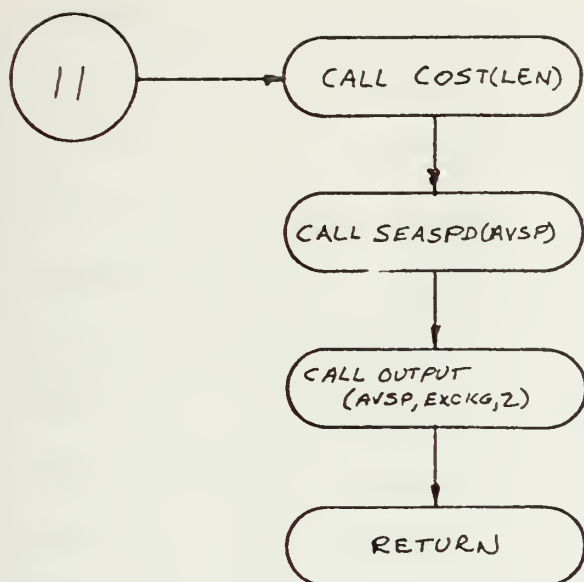 11
CALL COST(LEN)
CALL SEASPD(AVSP)
CALL OUTPUT
(AVSP, EXCKG, 2)
RETURN